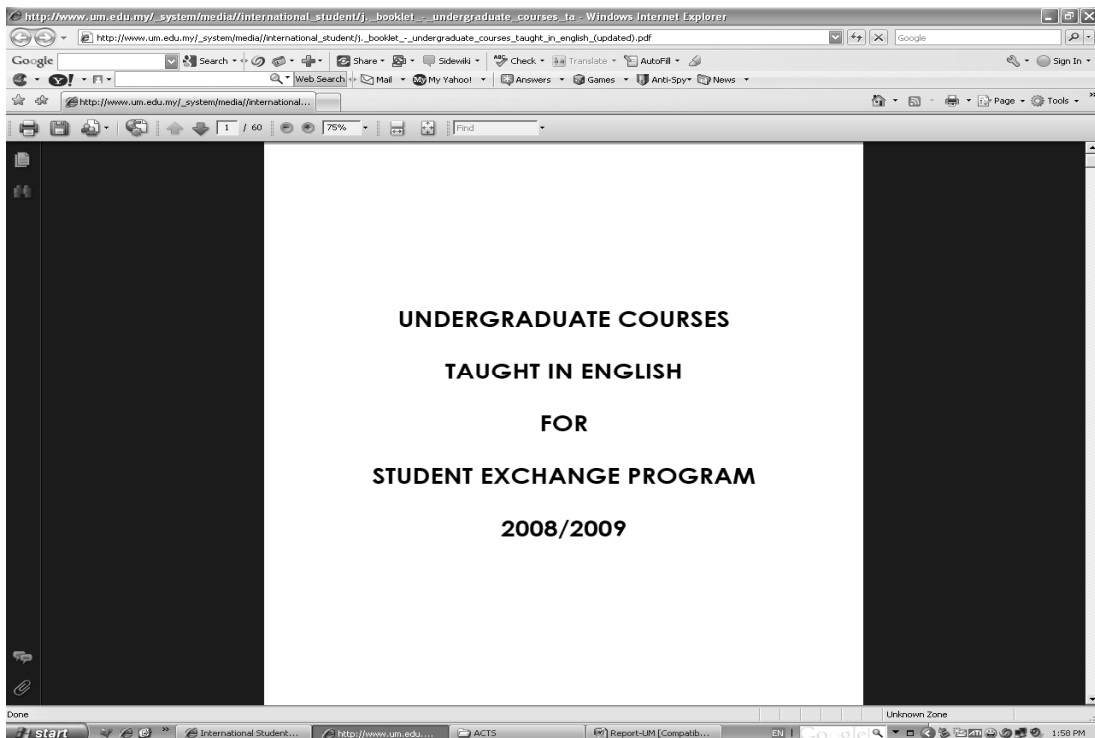 http://www.um.edu.my/_system/media//international_student/j._booklet_-_undergraduate_courses_ta - Windows Internet Explorer
http://www.um.edu.my/_system/media//international_student/j._booklet_-_undergraduate_courses_taught_in_english_(updated).pdf Google
Google Search Share Sidewiki Check Translate AutoFill Sign In
Web Search Mail My Yahoo! Answers Games Anti-Spy News
http://www.um.edu.my/_system/media//international... Page Tools
1 / 60 75% Find
UNDERGRADUATE COURSES
TAUGHT IN ENGLISH
FOR
STUDENT EXCHANGE PROGRAM
2008/2009
Done Unknown Zone
start International Student... http://www.um.edu.... ACTS Report-UM [Compatib... EN Google 1:58 PM